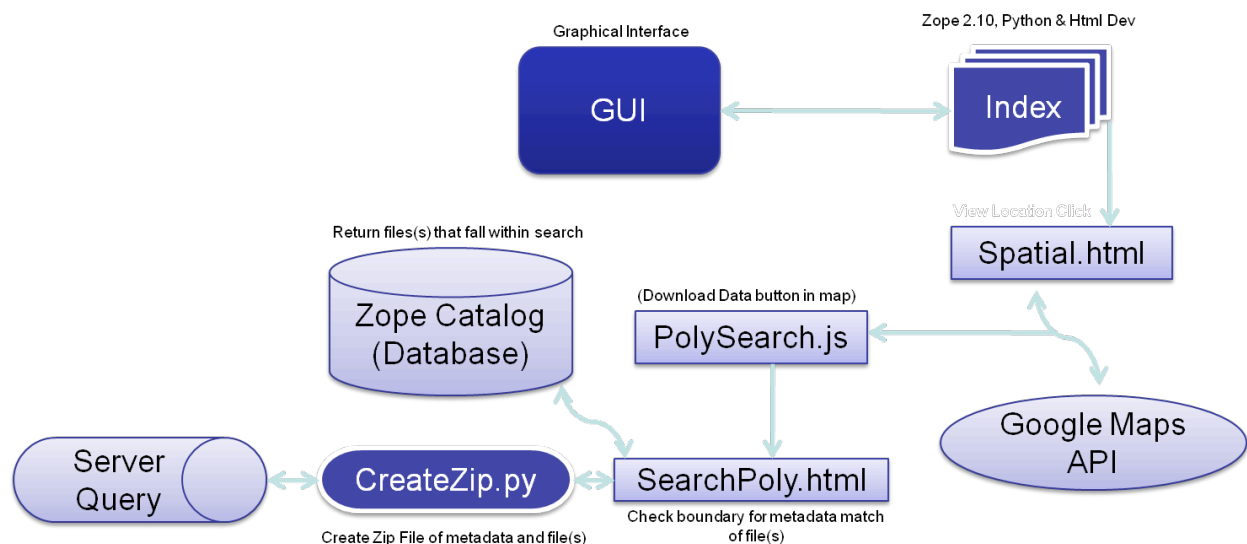 Graphical Interface
Zope 2.10, Python & Html Dev
GUI
Index
View Location Click
Spatial.html
Return files(s) that fall within search
Zope Catalog
(Database)
(Download Data button in map)
PolySearch.js
Google Maps
API
Server
Query
CreateZip.py
SearchPoly.html
Create Zip File of metadata and file(s)
Check boundary for metadata match
of file(s)